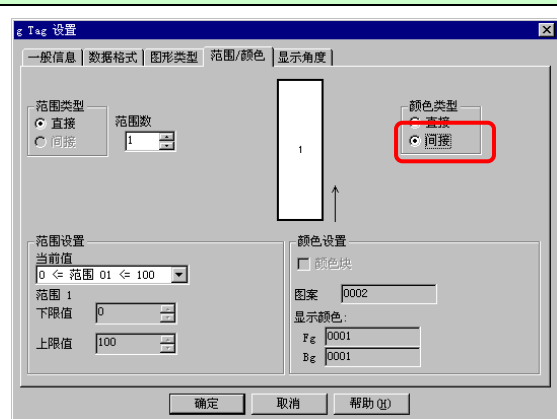 g Tag 设置
一般信息 数据格式 图形类型 范围/颜色 显示角度
范围类型
直接
间接
范围数
1
1
颜色类型
直接
间接
范围设置
当前值
0 <= 范围 01 <= 100
范围 1
下限值 0
上限值 100
颜色设置
颜色块
图案 0002
显示颜色:
Fg 0001
Bg 0001
确定 取消 帮助(H)